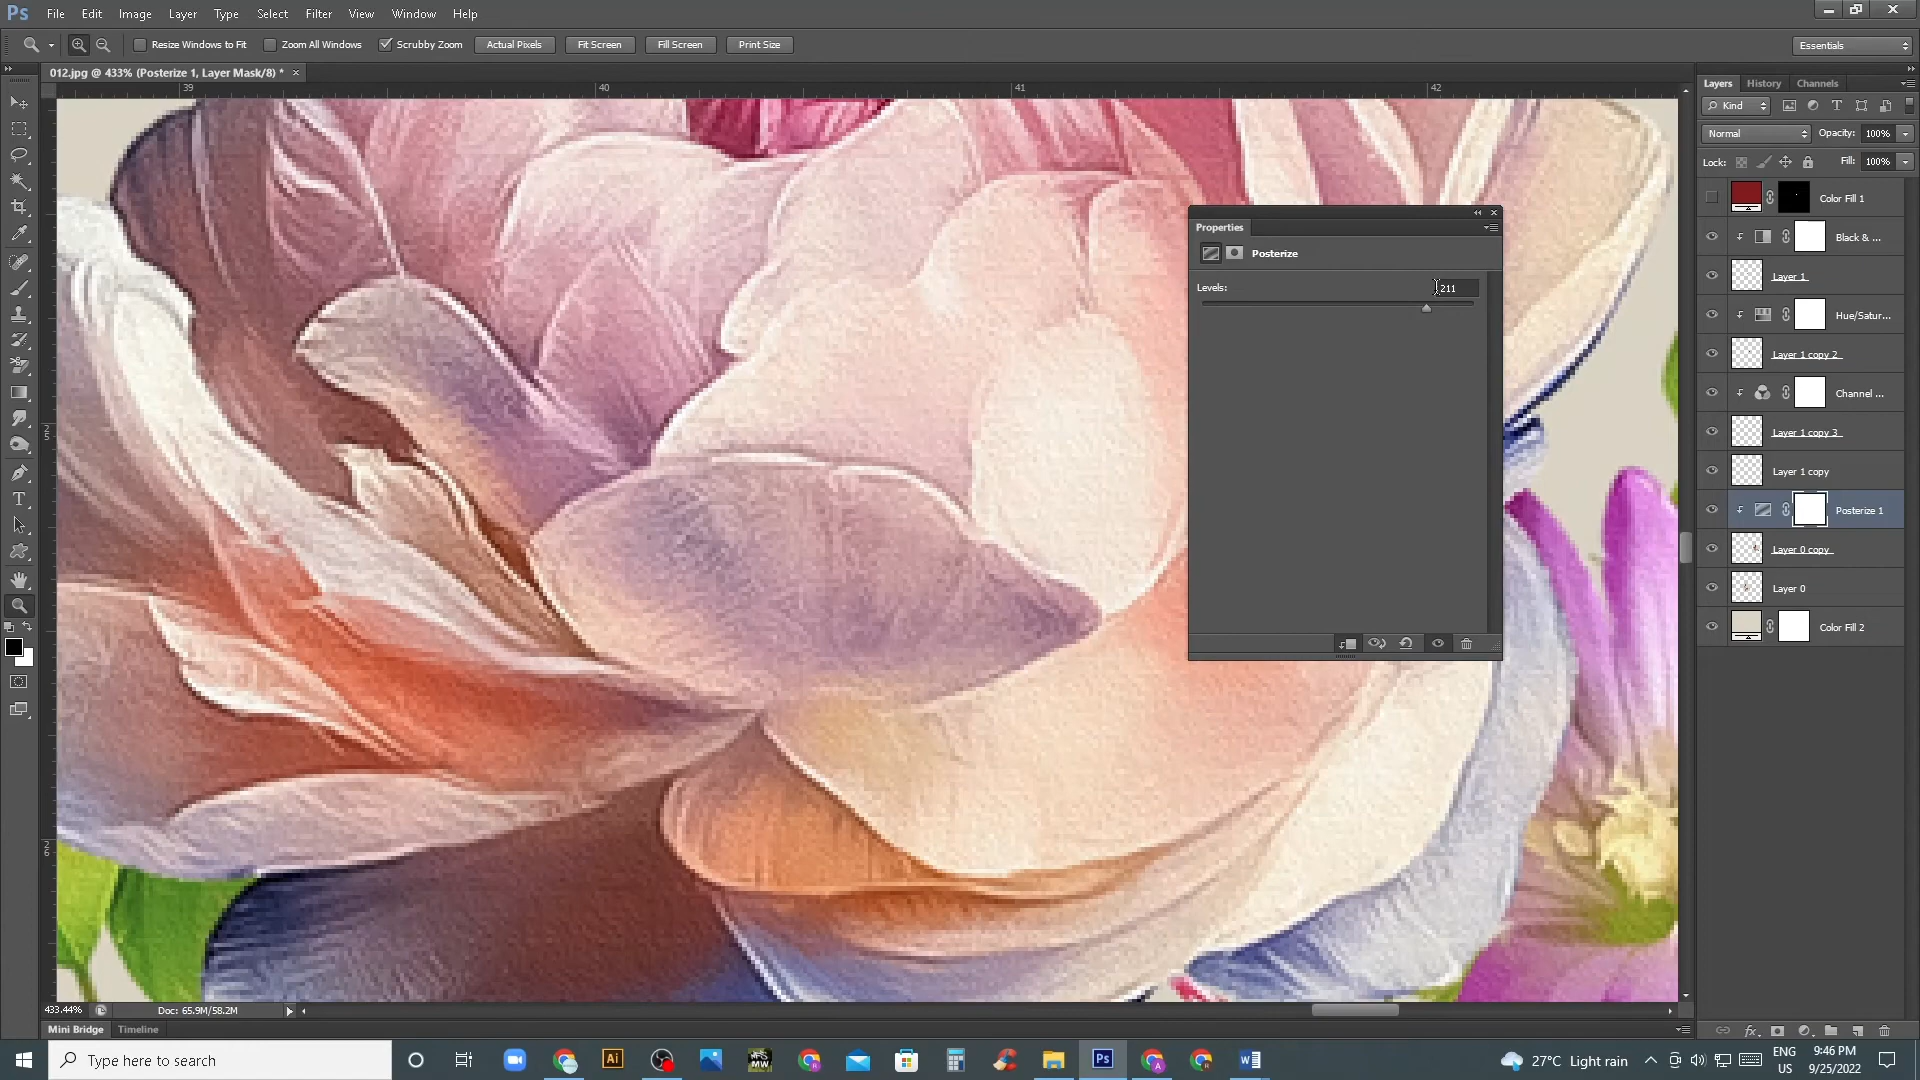 Ps File Edit Image Layer Type Select Filter 3D View Window Help
Resize Windows to Fit Zoom All Windows Scrubby Zoom Actual Pixels Fit Screen Fill Screen Print Size Essentials
012.jpg @ 433% (Posterize 1, Layer Mask/8) * ×
39 40 41 42
Layers History Channels
Kind
Normal Opacity: 100%
Lock: Fill: 100%
Color Fill 1
Black & ...
Layer 1
Hue/Satur...
Layer 1 copy 2
Channel ...
Layer 1 copy 3
Layer 1 copy
Posterize 1
Layer 0 copy
Layer 0
Color Fill 2
Properties
Posterize
Levels: 211
2
5
2
6
433.44% Doc: 65.9M/58.2M
Mini Bridge Timeline
Type here to search
27°C Light rain
ENG
US
9:46 PM
9/25/2022